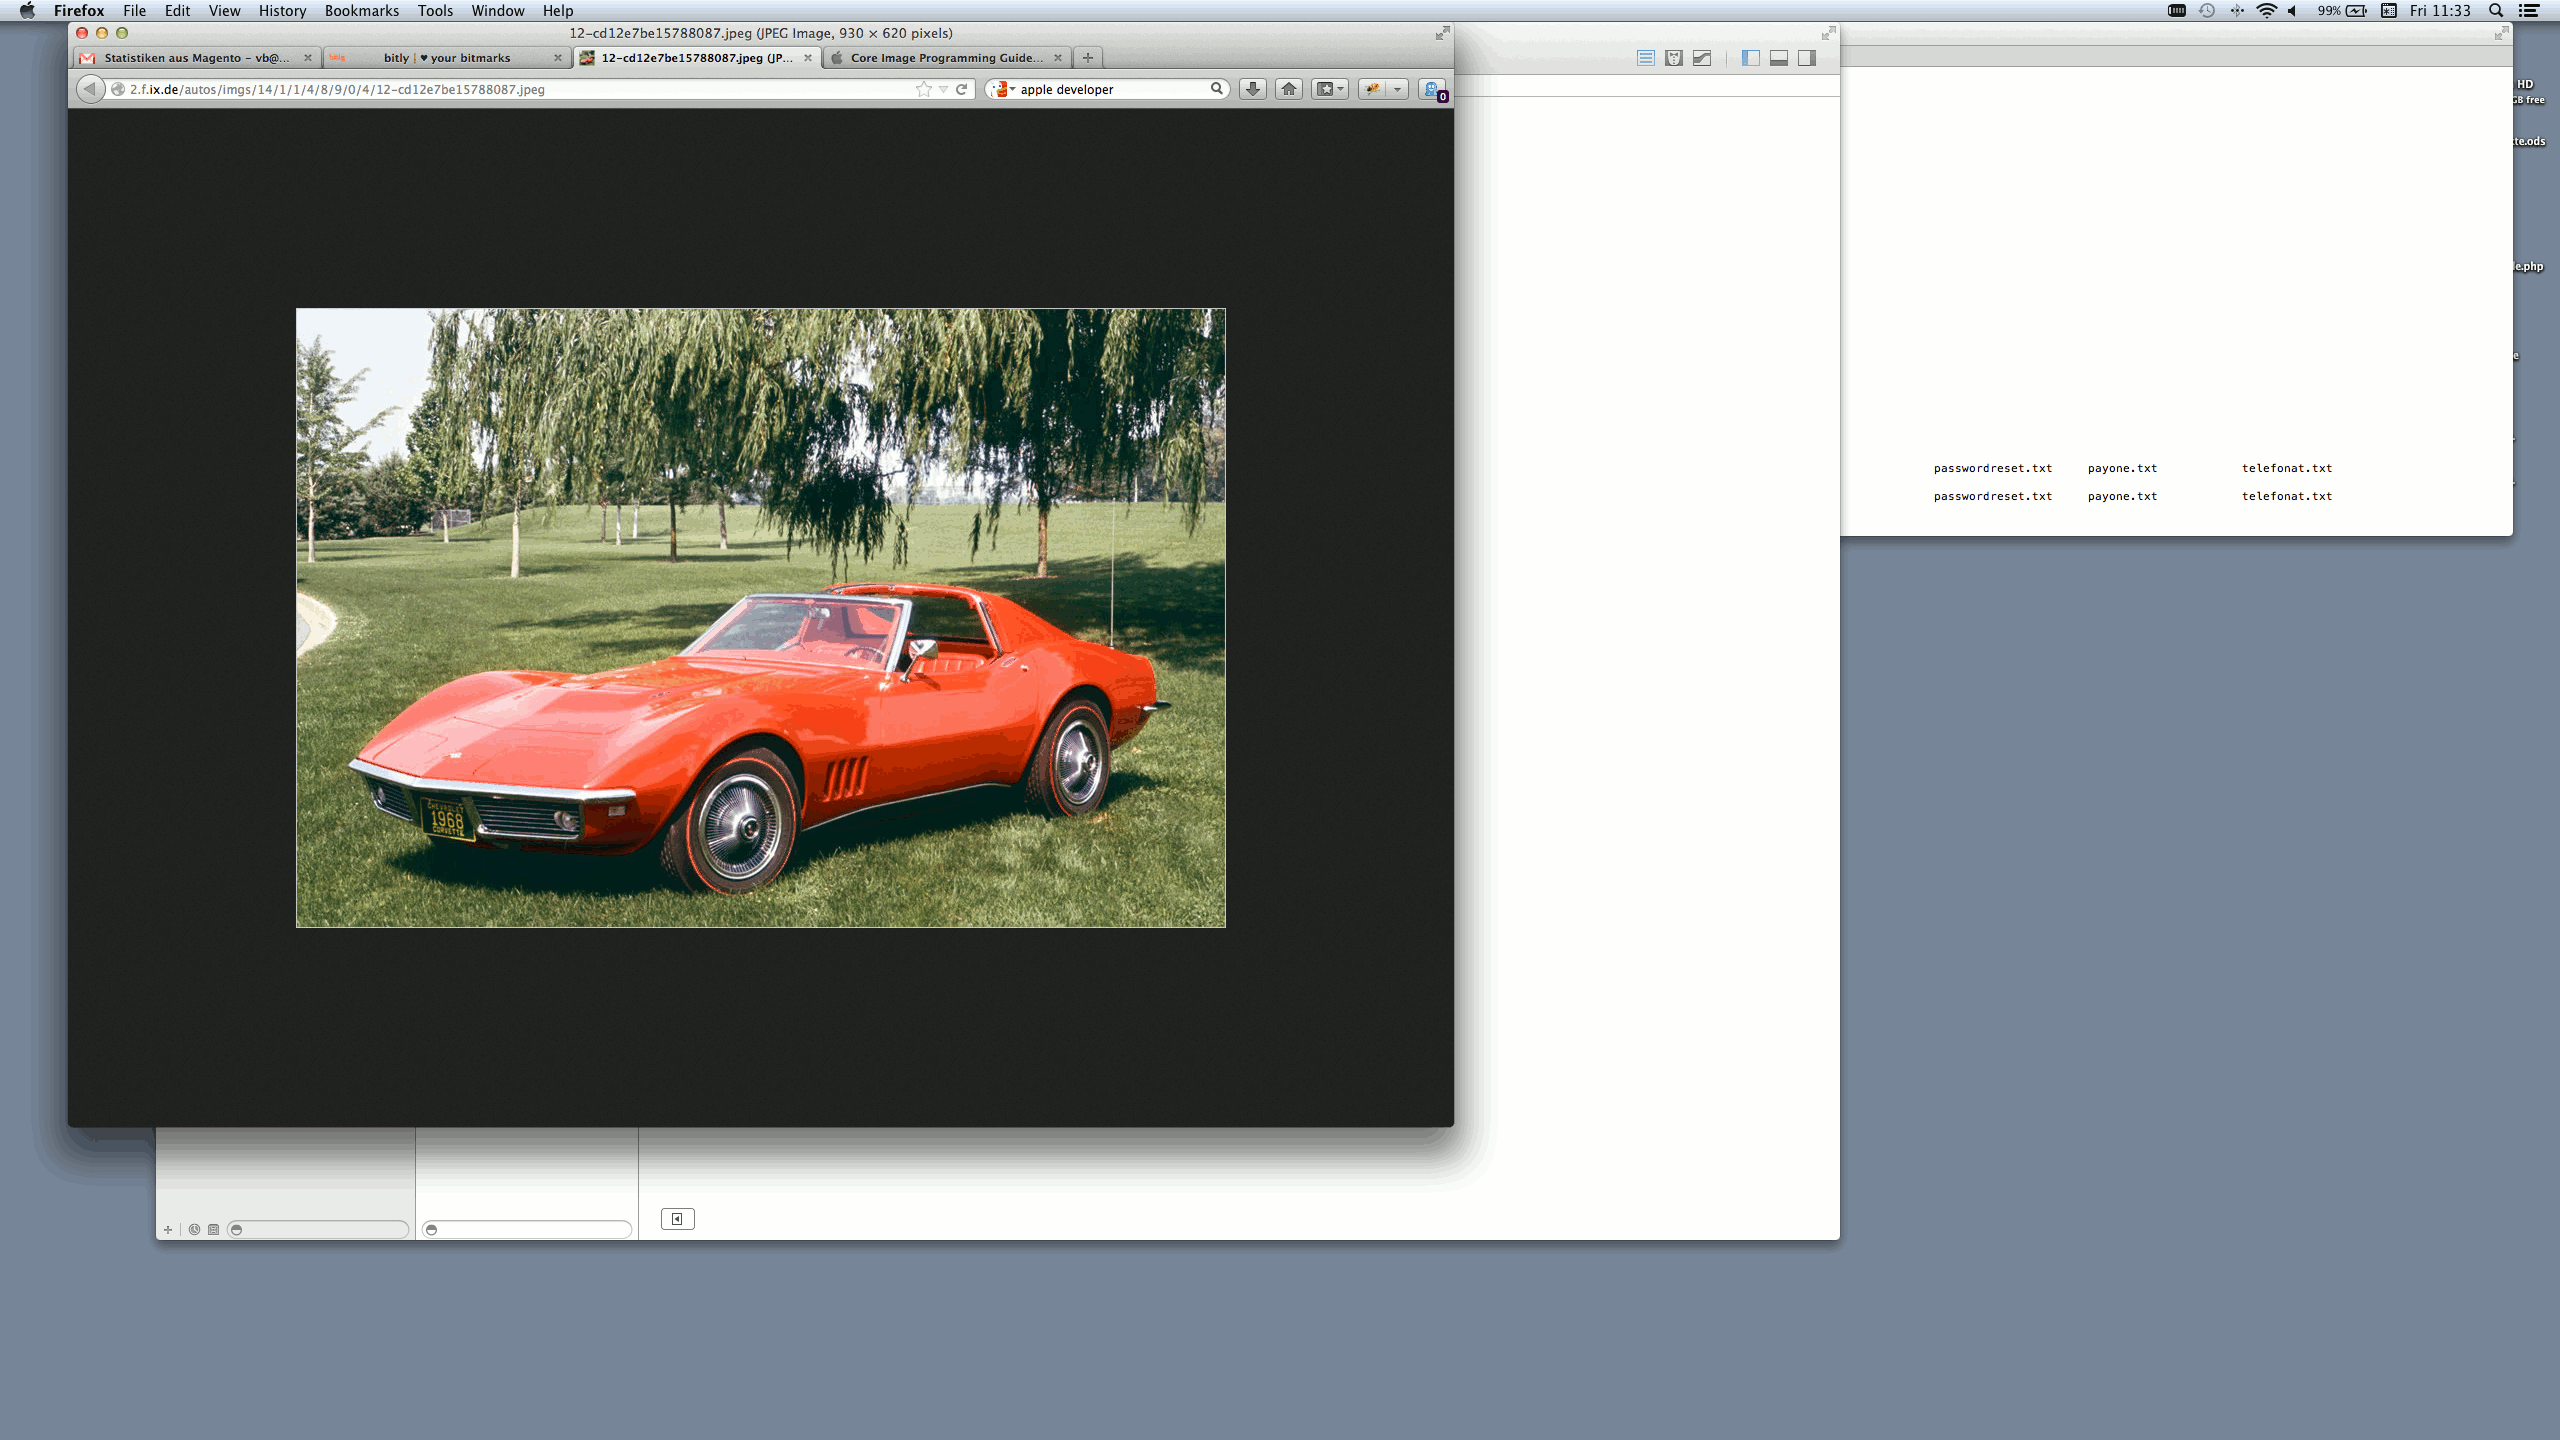 Firefox File Edit View History Bookmarks Tools Window Help
99% Fri 11:33
12-cd12e7be15788087.jpeg (JPEG Image, 930 × 620 pixels)
Statistiken aus Magento – vb@...
bitly | ♥ your bitmarks
12-cd12e7be15788087.jpeg (JP...
Core Image Programming Guide...
2.f.ix.de/autos/imgs/14/1/1/4/8/9/0/4/12-cd12e7be15788087.jpeg
apple developer
0
HD
GB free
te.ods
le.php
e
passwordreset.txt payone.txt telefonat.txt
passwordreset.txt payone.txt telefonat.txt
CHEVROLET
1968
CORVETTE